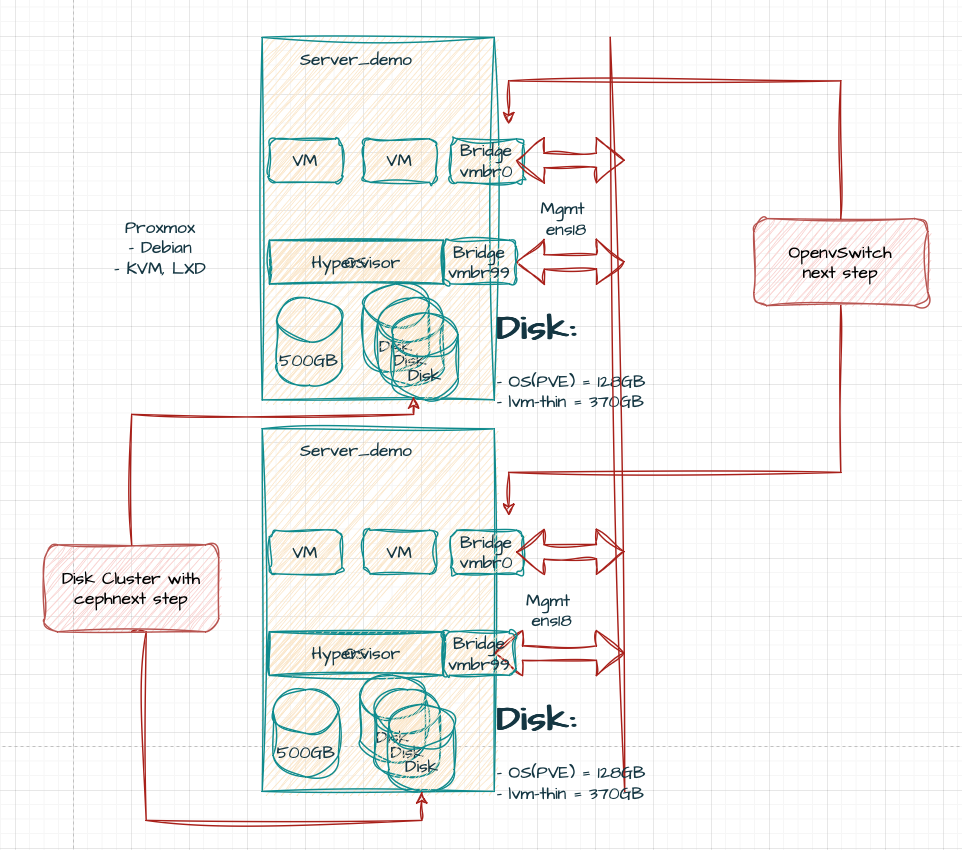 Server_demo
VM
VM
Bridge
vmbr0
Mgmt
ens18
Proxmox
- Debian
- KVM, LXD
Hypervisor
OS
Bridge
vmbr99
OpenvSwitch
next step
500GB
Disk
Disk
Disk
Disk:
- OS(PVE) = 128GB
- lvm-thin = 370GB
Server_demo
VM
VM
Bridge
vmbr0
Disk Cluster with
cephnext step
Mgmt
ens18
Hypervisor
OS
Bridge
vmbr99
500GB
Disk
Disk
Disk
Disk:
- OS(PVE) = 128GB
- lvm-thin = 370GB